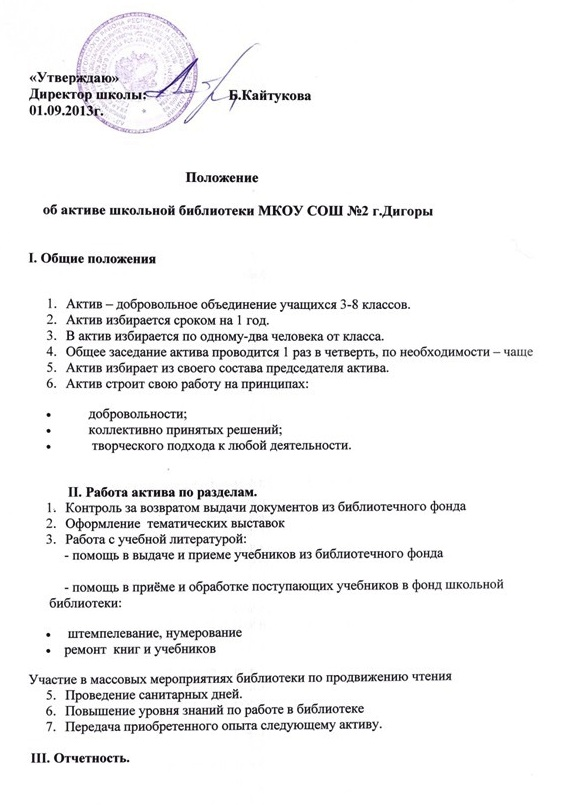 «Утверждаю»
Директор школы: Б.Кайтукова
01.09.2013г.
Положение
об активе школьной библиотеки МКОУ СОШ №2 г.Дигоры
I. Общие положения
1. Актив – добровольное объединение учащихся 3-8 классов.
2. Актив избирается сроком на 1 год.
3. В актив избирается по одному-два человека от класса.
4. Общее заседание актива проводится 1 раз в четверть, по необходимости – чаще
5. Актив избирает из своего состава председателя актива.
6. Актив строит свою работу на принципах:
• добровольности;
• коллективно принятых решений;
• творческого подхода к любой деятельности.
II. Работа актива по разделам.
1. Контроль за возвратом выдачи документов из библиотечного фонда
2. Оформление тематических выставок
3. Работа с учебной литературой:
- помощь в выдаче и приеме учебников из библиотечного фонда
- помощь в приёме и обработке поступающих учебников в фонд школьной
библиотеки:
• штемпелевание, нумерование
• ремонт книг и учебников
Участие в массовых мероприятиях библиотеки по продвижению чтения
5. Проведение санитарных дней.
6. Повышение уровня знаний по работе в библиотеке
7. Передача приобретенного опыта следующему активу.
III. Отчетность.